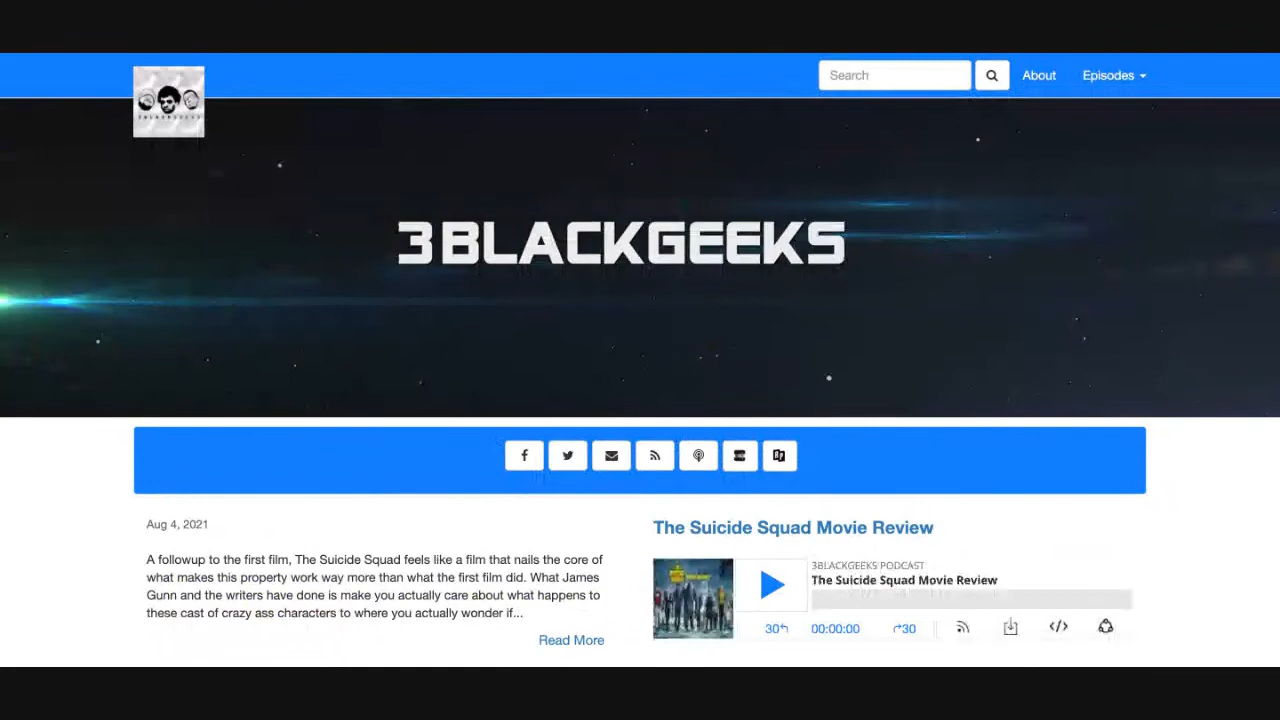 Search
About
Episodes
3BLACKGEEKS
3BLACKGEEKS
Aug 4, 2021
A followup to the first film, The Suicide Squad feels like a film that nails the core of
what makes this property work way more than what the first film did. What James
Gunn and the writers have done is make you actually care about what happens to
these cast of crazy ass characters to where you actually wonder if...
Read More
The Suicide Squad Movie Review
3BLACKGEEKS PODCAST
The Suicide Squad Movie Review
30
00:00:00
30